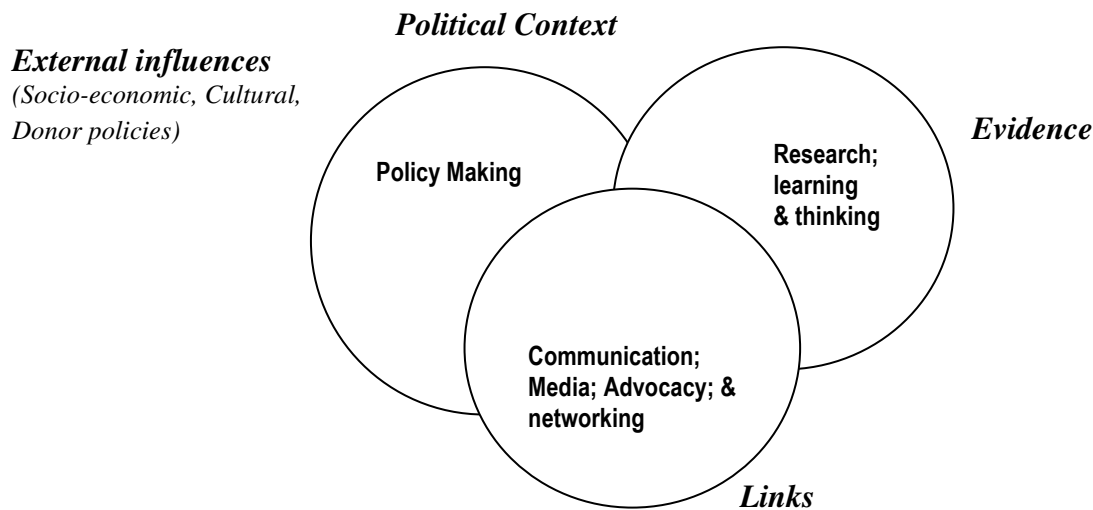 Political Context
External influences
(Socio-economic, Cultural,
Donor policies)
Evidence
Policy Making
Research;
learning
& thinking
Communication;
Media; Advocacy; &
networking
Links